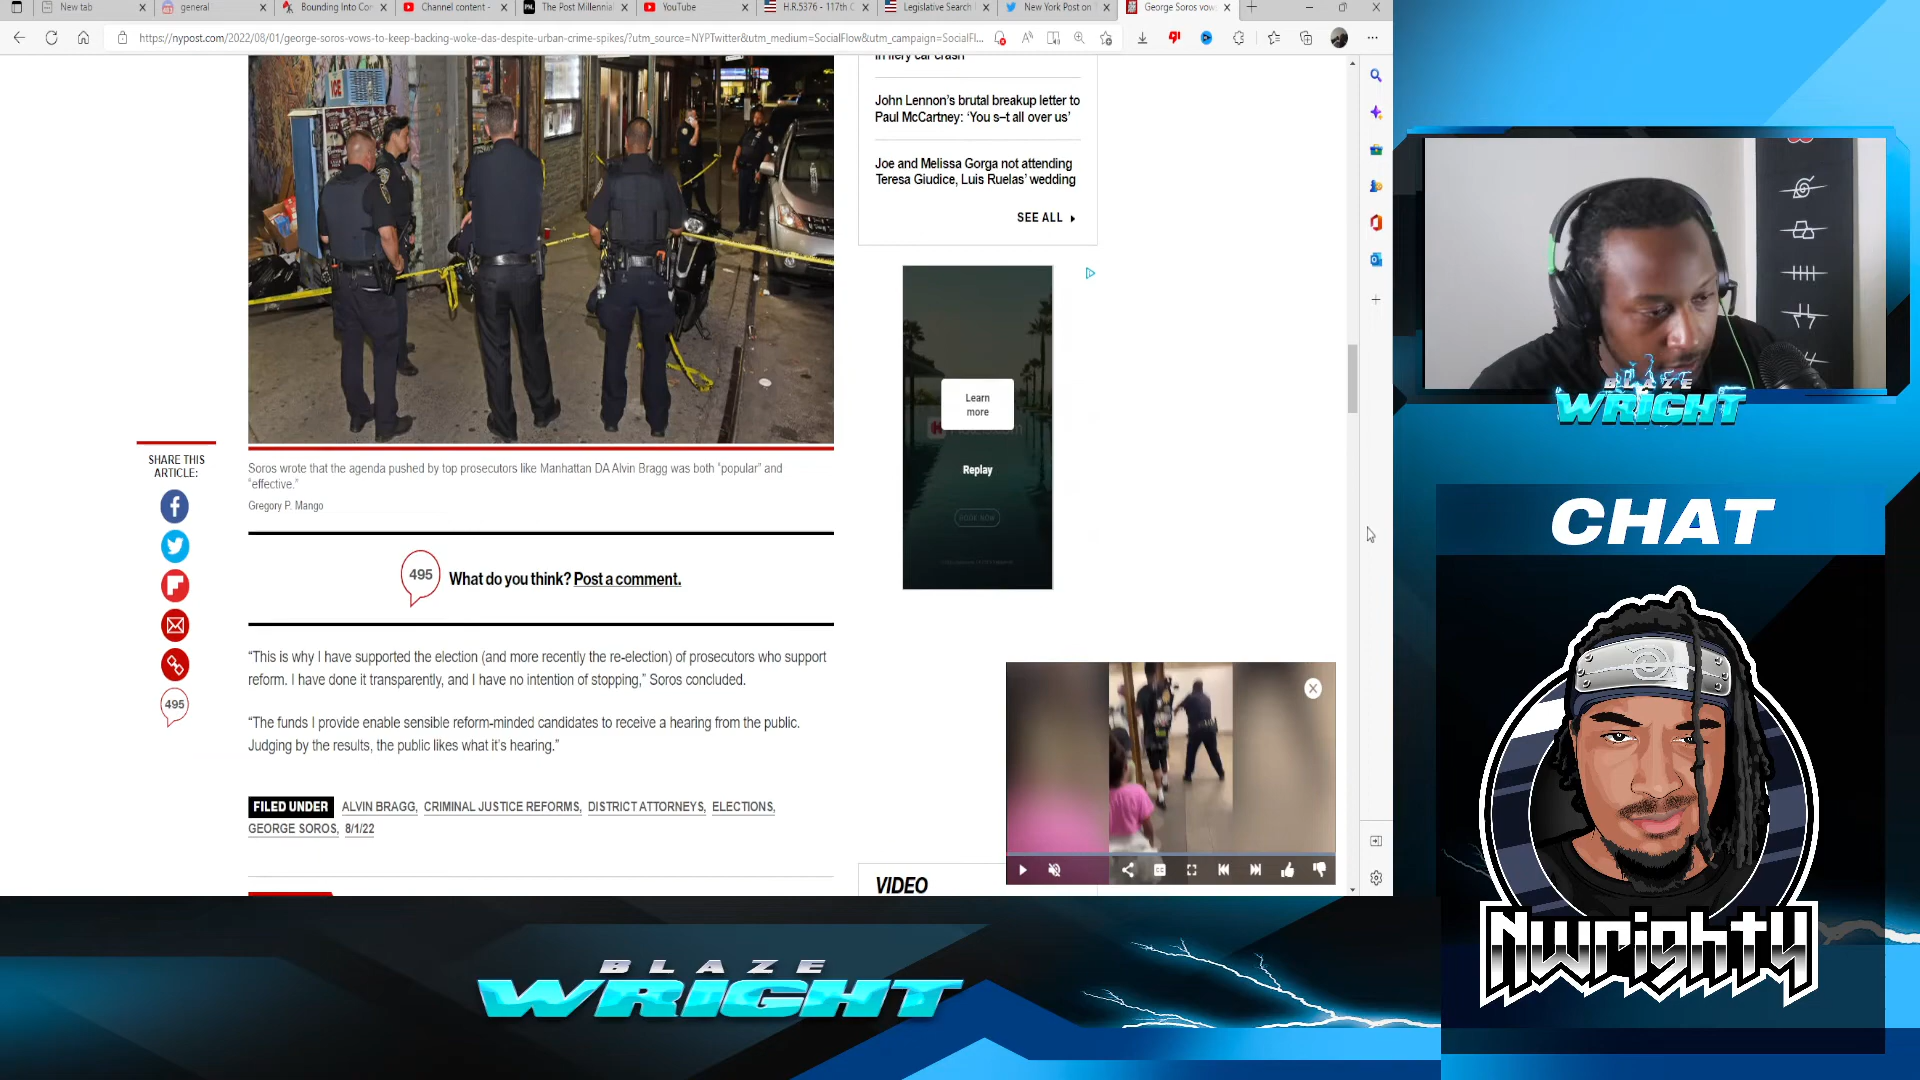 New tab
general
Bounding Into Co
Channel content -
The Post Millennial
YouTube
H.R.5376 - 117th C
Legislative Search
New York Post on
George Soros vows
https://nypost.com/2022/08/01/george-soros-vows-to-keep-backing-woke-das-despite-urban-crime-spikes/?utm_source=NYPTwitter&utm_medium=SocialFlow&utm_campaign=SocialFl...
in fiery car crash
John Lennon's brutal breakup letter to
Paul McCartney: 'You s–t all over us'
Joe and Melissa Gorga not attending
Teresa Giudice, Luis Ruelas' wedding
SEE ALL
ICE
Learn
more
Replay
BOOK NOW
SHARE THIS
ARTICLE:
495
Soros wrote that the agenda pushed by top prosecutors like Manhattan DA Alvin Bragg was both "popular" and
"effective."
Gregory P. Mango
495
What do you think? Post a comment.
"This is why I have supported the election (and more recently the re-election) of prosecutors who support
reform. I have done it transparently, and I have no intention of stopping," Soros concluded.
"The funds I provide enable sensible reform-minded candidates to receive a hearing from the public.
Judging by the results, the public likes what it's hearing."
FILED UNDER ALVIN BRAGG, CRIMINAL JUSTICE REFORMS, DISTRICT ATTORNEYS, ELECTIONS,
GEORGE SOROS, 8/1/22
VIDEO
BLAZE
WRIGHT
CHAT
Nwrighty
BLAZE
WRIGHT